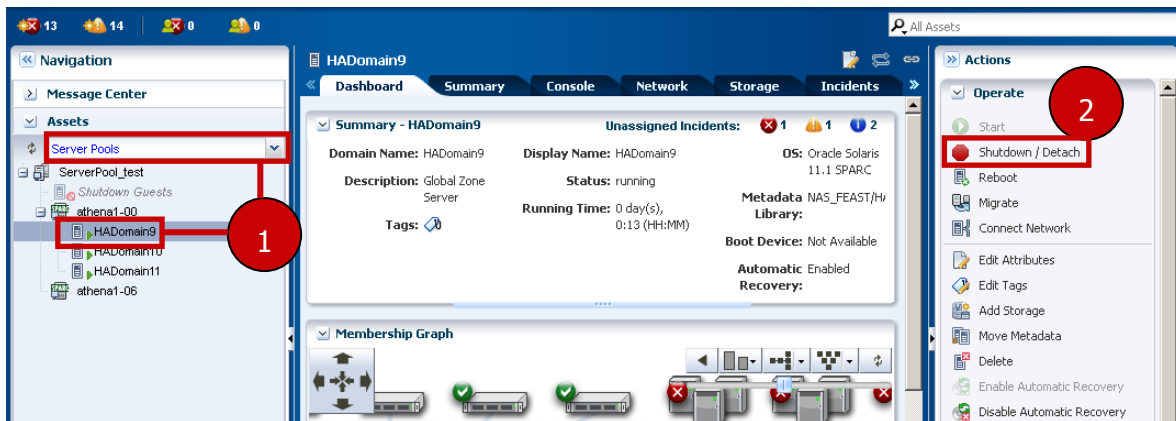 13 14 0 0
All Assets
Navigation
Message Center
Assets
Server Pools
ServerPool_test
Shutdown Guests
athena1-00
HADomain9
HADomain10
HADomain11
athena1-06
1
HADomain9
Dashboard Summary Console Network Storage Incidents
Summary - HADomain9 Unassigned Incidents: 1 1 2
Domain Name: HADomain9 Display Name: HADomain9 OS: Oracle Solaris
11.1 SPARC
Description: Global Zone Status: running Metadata NAS_FEAST/H
Server Library:
Running Time: 0 day(s),
0:13 (HH:MM)
Tags:
Boot Device: Not Available
Automatic Enabled
Recovery:
Membership Graph
Actions
Operate
2
Start
Shutdown / Detach
Reboot
Migrate
Connect Network
Edit Attributes
Edit Tags
Add Storage
Move Metadata
Delete
Enable Automatic Recovery
Disable Automatic Recovery